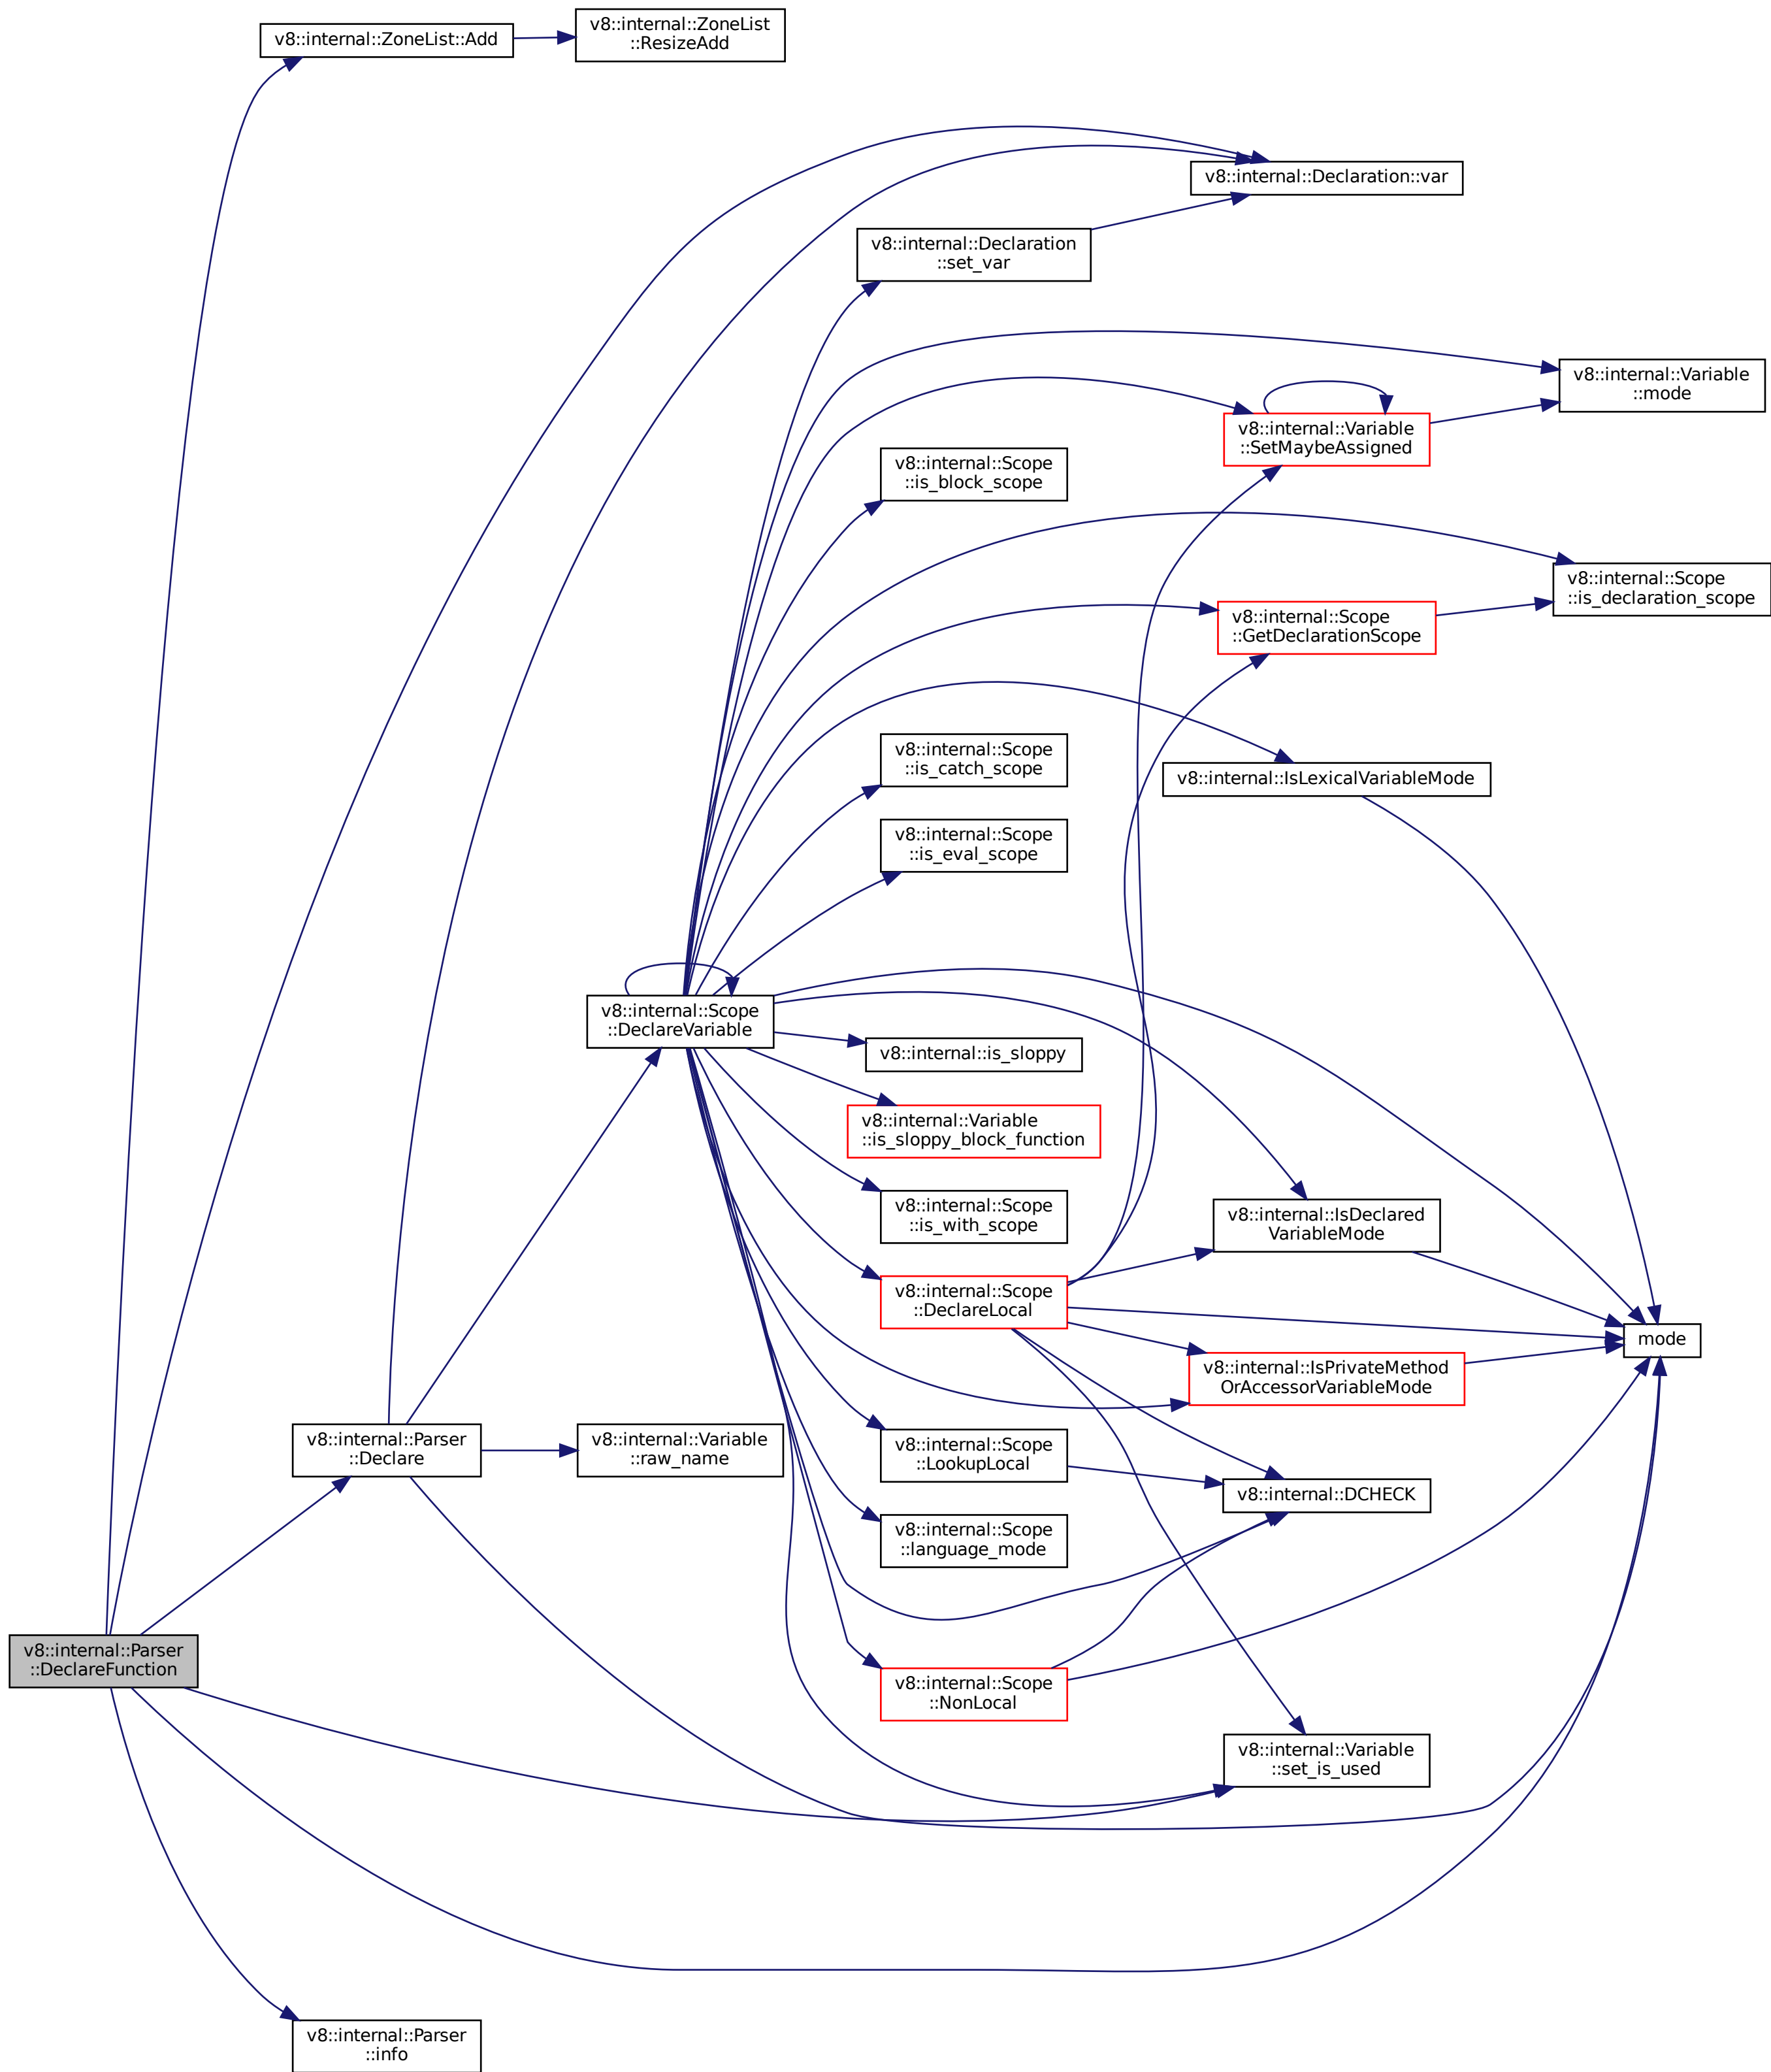 v8::internal::ZoneList::Add
v8::internal::ZoneList
::ResizeAdd
v8::internal::Declaration::var
v8::internal::Declaration
::set_var
v8::internal::Variable
::mode
v8::internal::Variable
::SetMaybeAssigned
v8::internal::Scope
::is_block_scope
v8::internal::Scope
::is_declaration_scope
v8::internal::Scope
::GetDeclarationScope
v8::internal::Scope
::is_catch_scope
v8::internal::IsLexicalVariableMode
v8::internal::Scope
::is_eval_scope
v8::internal::Scope
::DeclareVariable
v8::internal::is_sloppy
v8::internal::Variable
::is_sloppy_block_function
v8::internal::Scope
::is_with_scope
v8::internal::IsDeclared
VariableMode
v8::internal::Scope
::DeclareLocal
mode
v8::internal::IsPrivateMethod
OrAccessorVariableMode
v8::internal::Parser
::Declare
v8::internal::Variable
::raw_name
v8::internal::Scope
::LookupLocal
v8::internal::DCHECK
v8::internal::Scope
::language_mode
v8::internal::Parser
::DeclareFunction
v8::internal::Scope
::NonLocal
v8::internal::Variable
::set_is_used
v8::internal::Parser
::info